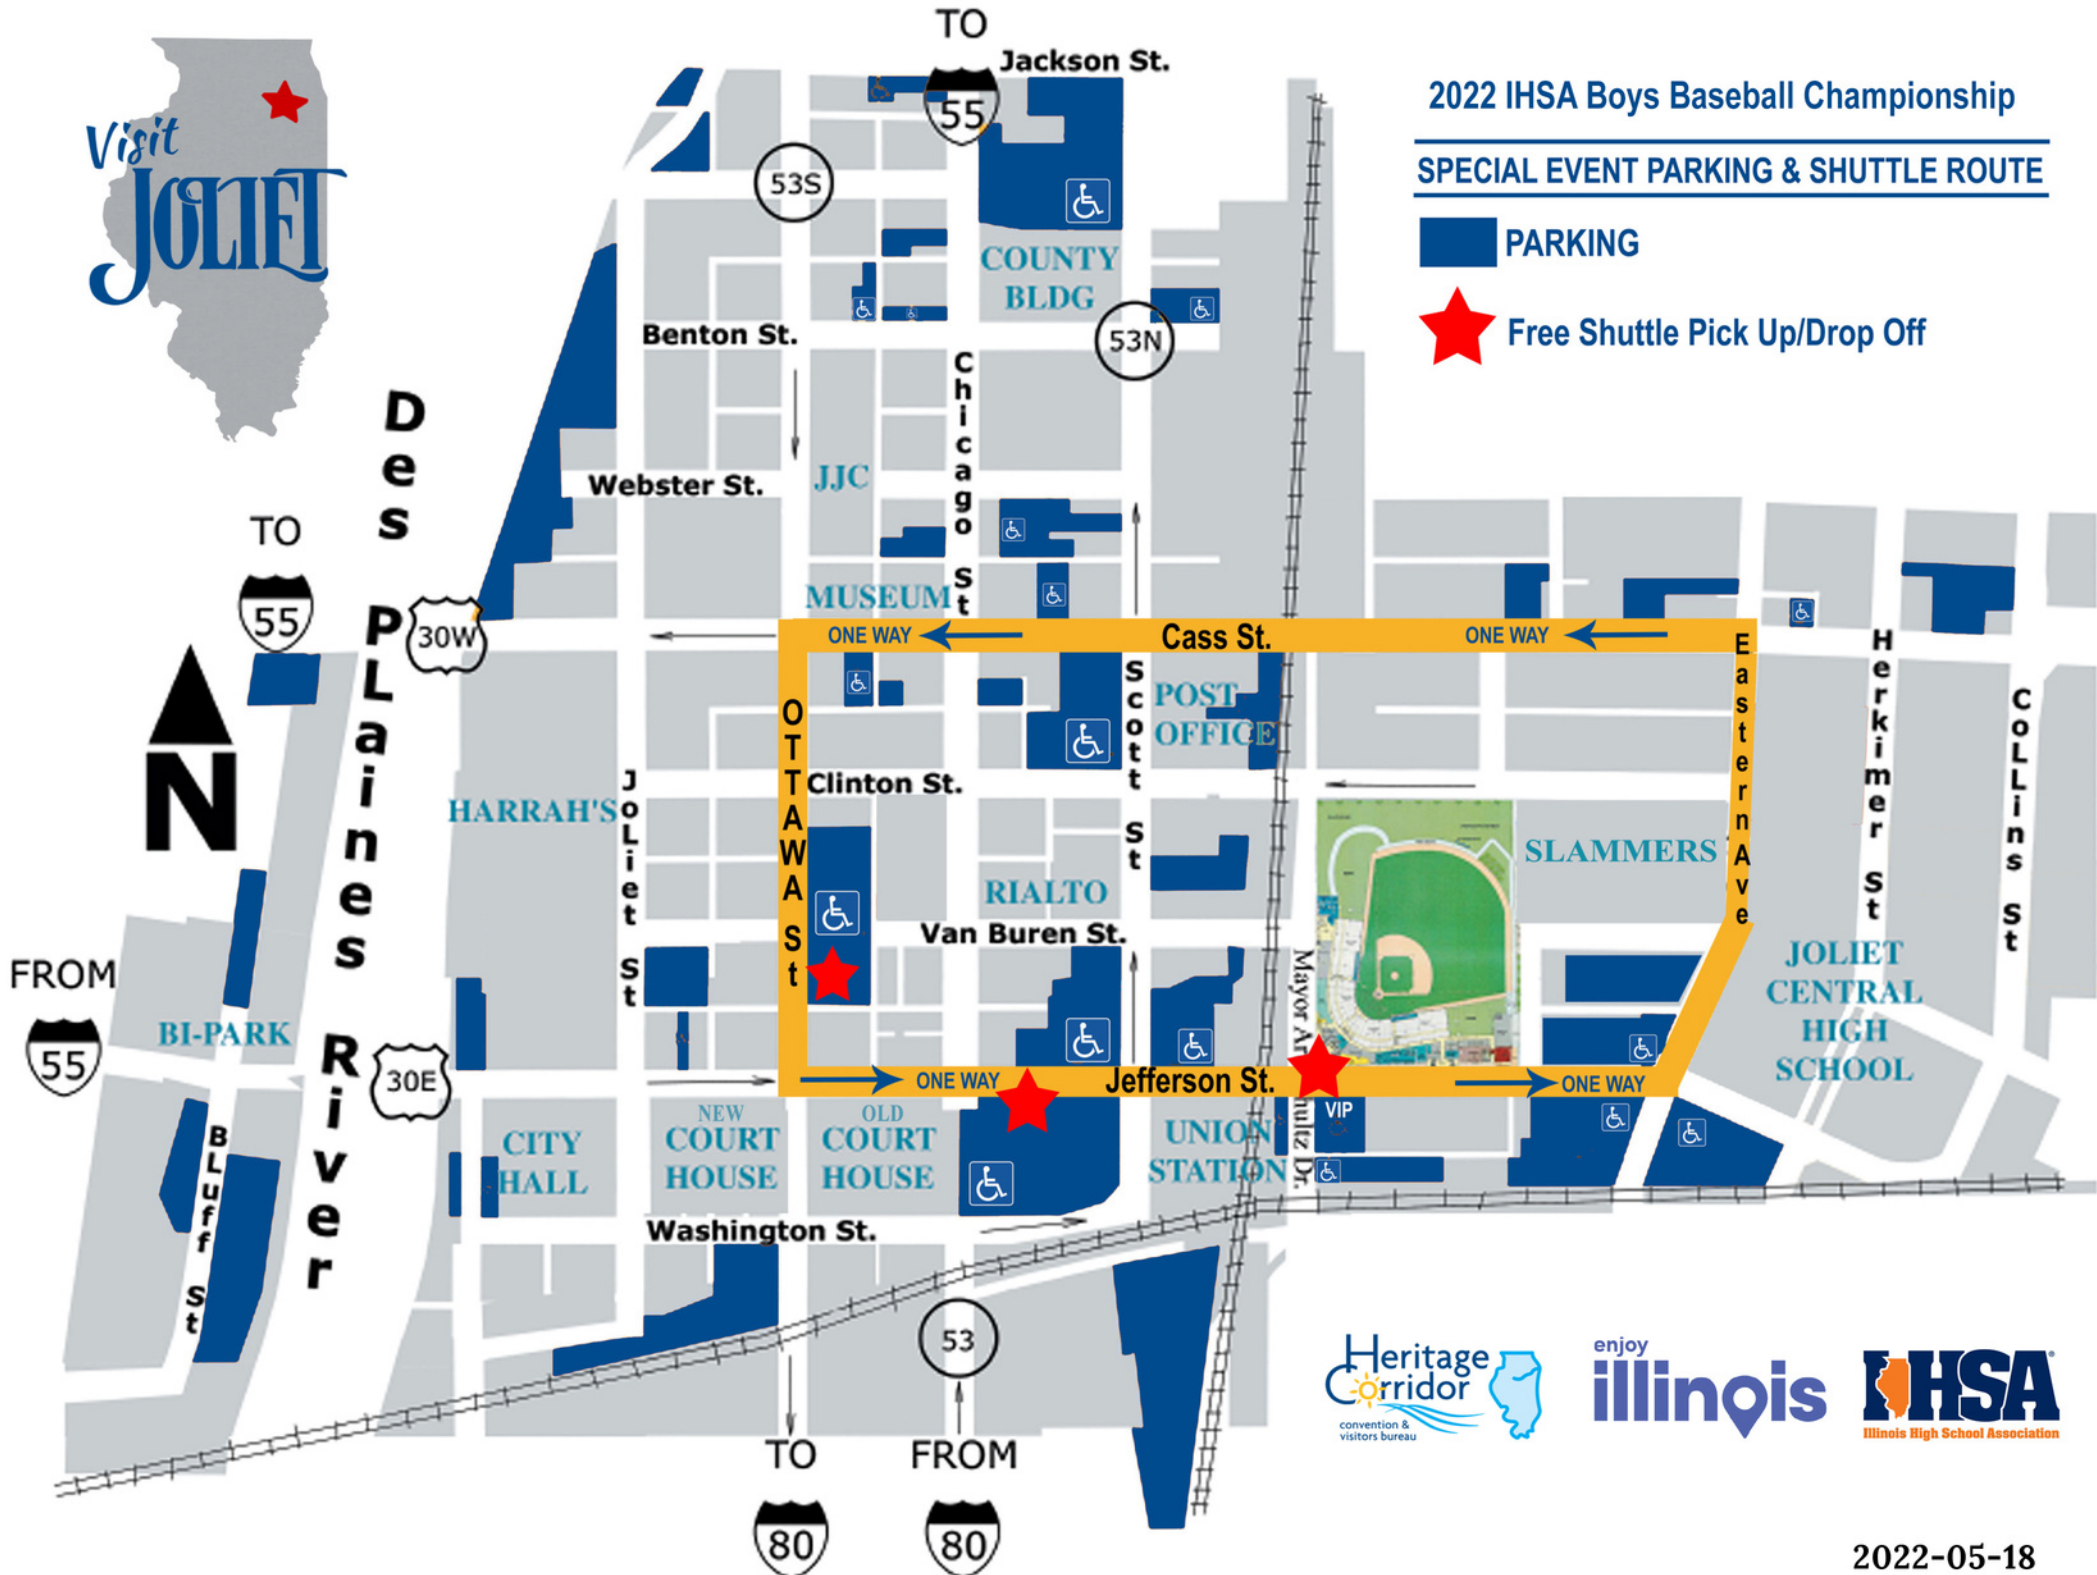 Visit
JOLIET
2022 IHSA Boys Baseball Championship
SPECIAL EVENT PARKING & SHUTTLE ROUTE
PARKING
Free Shuttle Pick Up/Drop Off
TO
55
Jackson St.
53S
COUNTY
BLDG
Benton St.
53N
Chicago St
Webster St.
JJC
MUSEUM
Des Plaines River
TO
55
30W
ONE WAY
Cass St.
ONE WAY
Eastern Ave
Herkimer St
Collins St
OTTAWA St
Scott St
POST
OFFICE
Joliet St
Clinton St.
HARRAH'S
SLAMMERS
RIALTO
Van Buren St.
N
FROM
55
BI-PARK
30E
JOLIET
CENTRAL
HIGH
SCHOOL
Mayor Ar
hultz Dr.
ONE WAY
Jefferson St.
ONE WAY
VIP
CITY
HALL
NEW
COURT
HOUSE
OLD
COURT
HOUSE
UNION
STATION
Bluff St
Washington St.
53
TO
80
FROM
80
Heritage
Corridor
convention &
visitors bureau
enjoy
illinois
IHSA
Illinois High School Association
2022-05-18